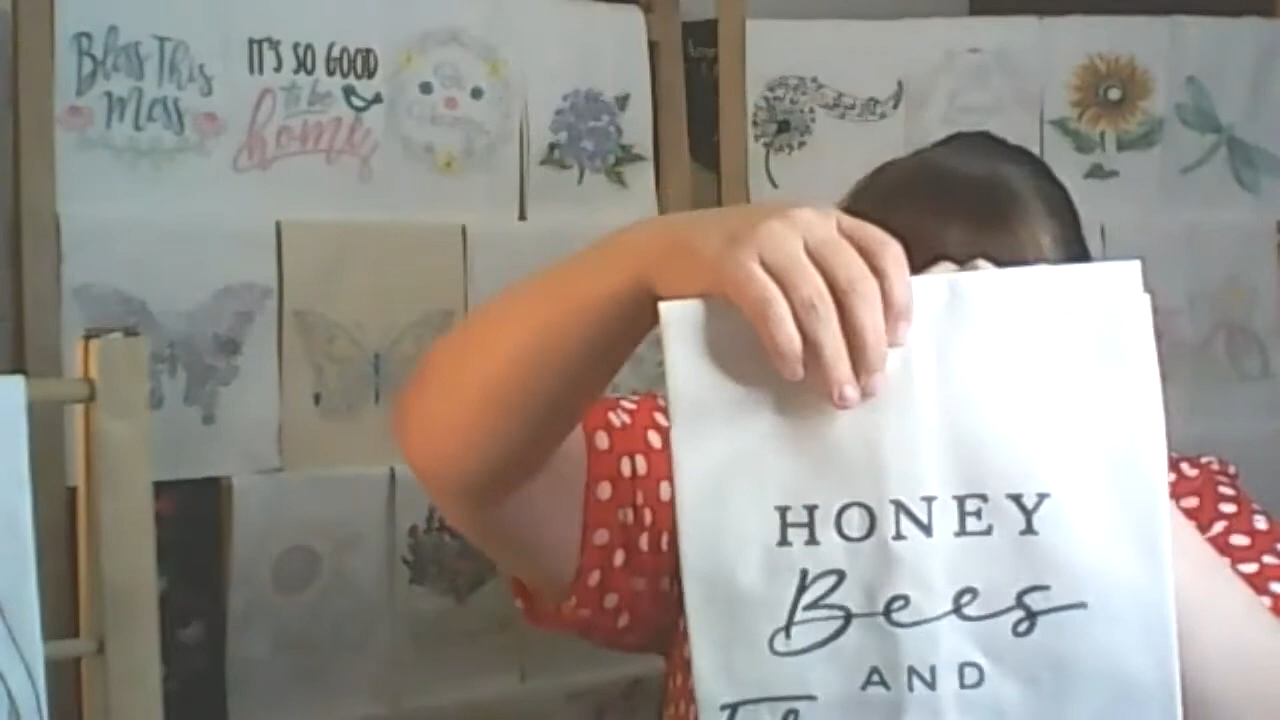 Bless This
Mess
IT'S SO GOOD
to be
home
HONEY
Bees
AND